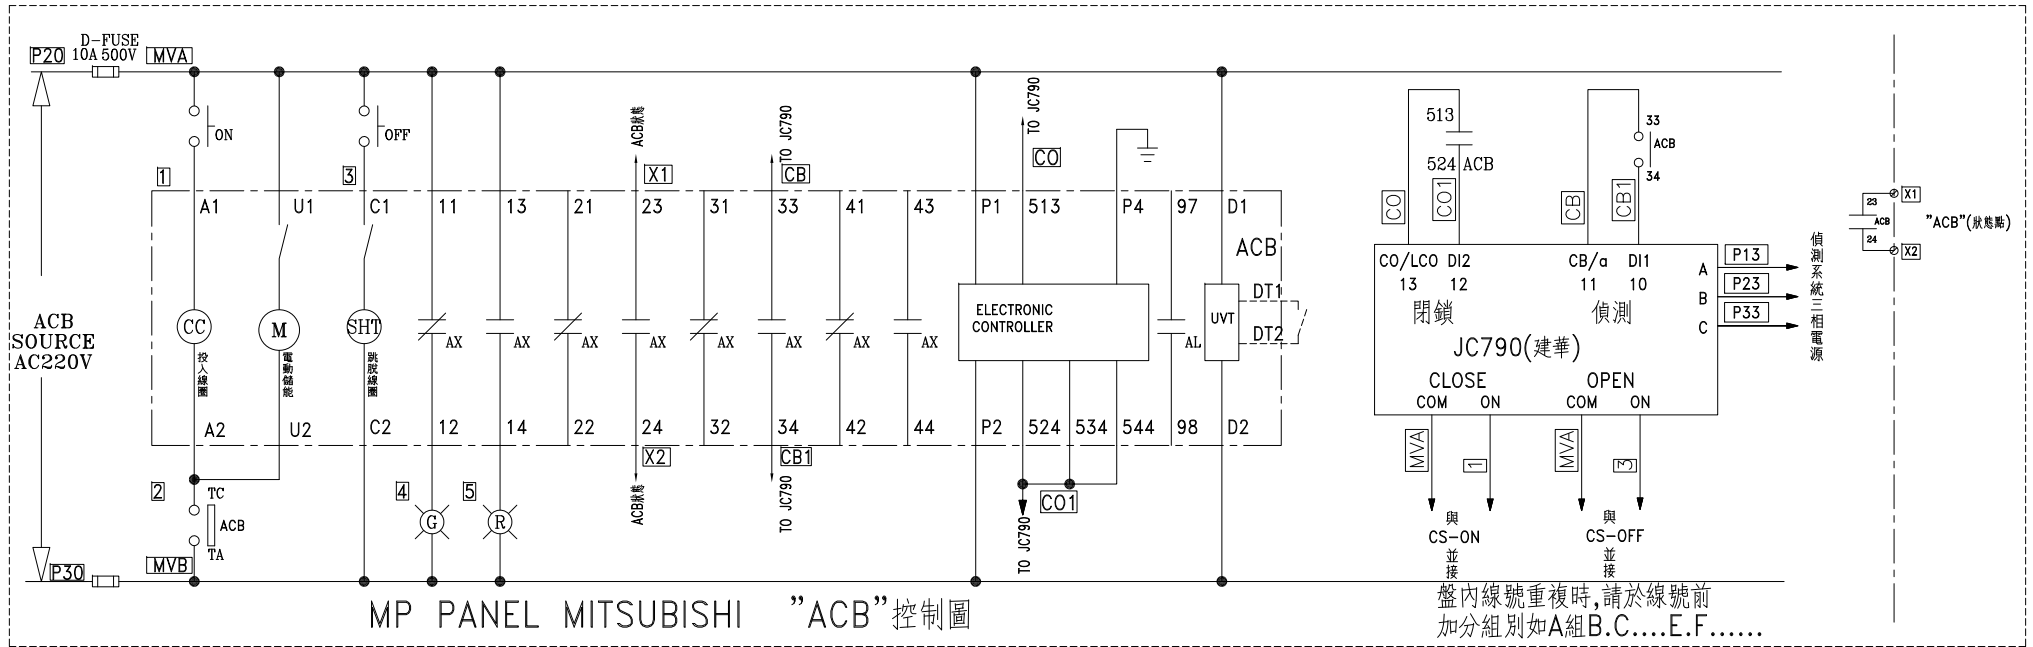 D-FUSE
P20 10A 500V MVA
ON
OFF
1
3
ACB狀態
X1
TO JC790
CB
TO JC790
CO
A1 U1 C1 11 13 21 23 31 33 41 43 P1 513 P4 97 D1
ACB
ACB
SOURCE
AC220V
CC
投入線圈
M
電動儲能
SHT
跳脫線圈
AX AX AX AX AX AX AX AX
ELECTRONIC
CONTROLLER
AL
UVT
DT1
DT2
A2 U2 C2 12 14 22 24 32 34 42 44 P2 524 534 544 98 D2
X2
ACB狀態
CB1
TO JC790
CO1
TO JC790
2
TC
ACB
TA
4
G
5
R
P30 MVB
MP PANEL MITSUBISHI "ACB"控制圖
513
524 ACB
33
ACB
34
CO
CO1
CB
CB1
CO/LCO DI2 CB/a DI1
13 12 11 10
閉鎖 偵測
JC790(建華)
A P13
B P23
C P33
偵測系統三相電源
CLOSE OPEN
COM ON COM ON
MVA
1
MVA
3
與
CS-ON
並接
與
CS-OFF
並接
盤內線號重複時,請於線號前
加分組別如A組B.C....E.F......
23
ACB
24
X1
X2
"ACB"(狀態點)